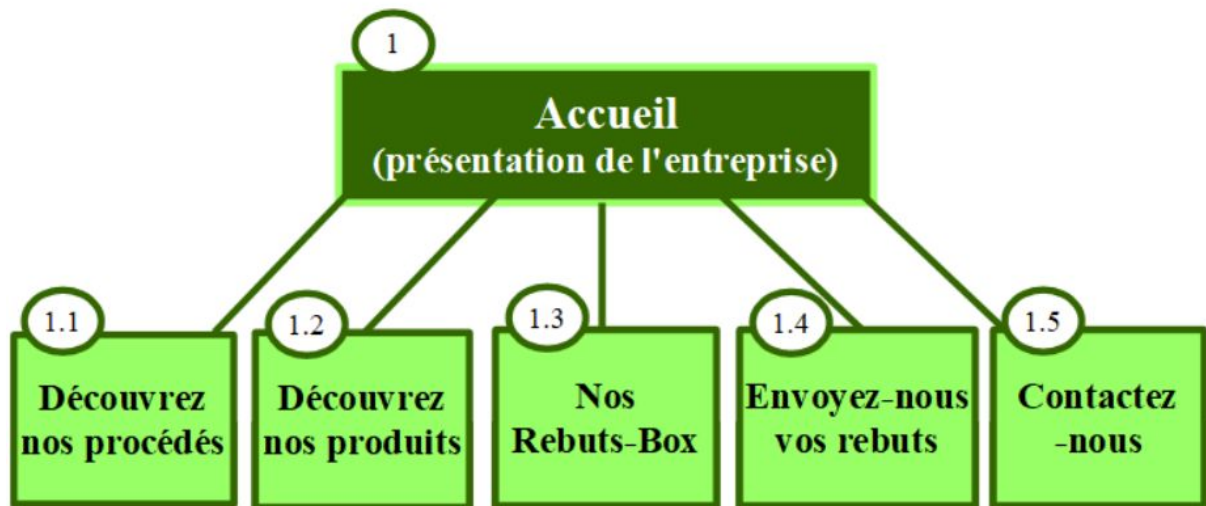 1
Accueil
(présentation de l'entreprise)
1.1
Découvrez
nos procédés
1.2
Découvrez
nos produits
1.3
Nos
Rebuts-Box
1.4
Envoyez-nous
vos rebuts
1.5
Contactez
-nous